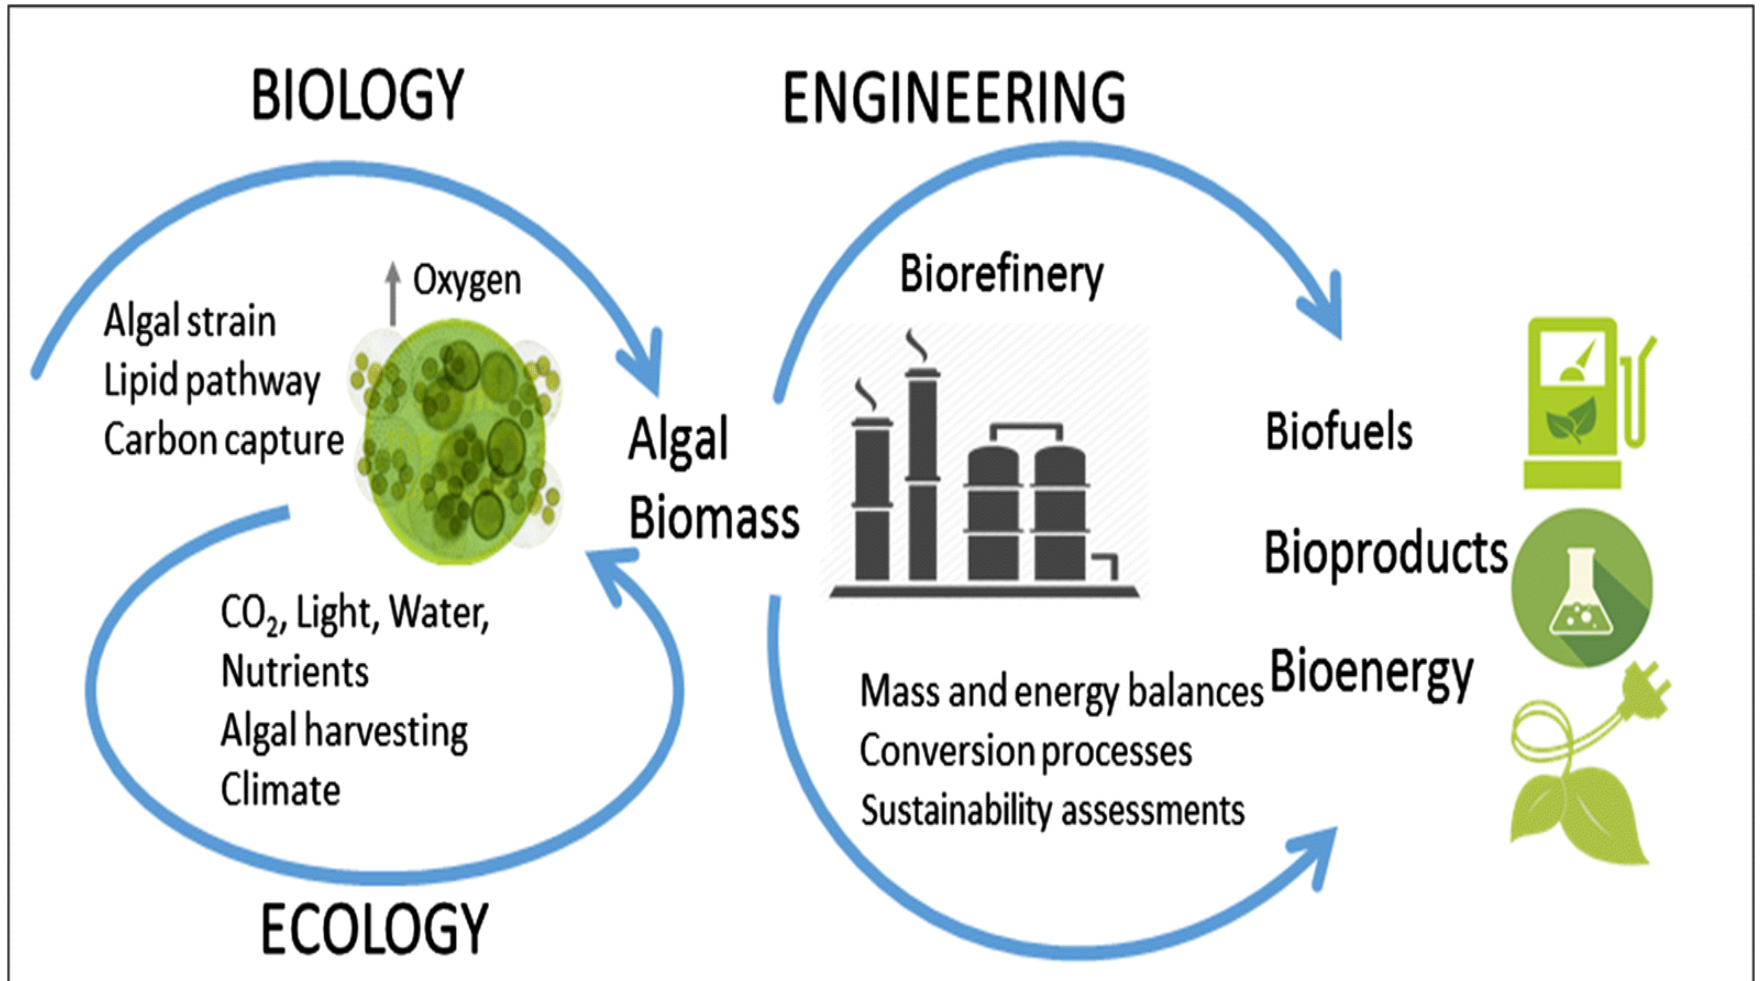 BIOLOGY
ENGINEERING
Oxygen
Algal strain
Lipid pathway
Carbon capture
Algal
Biomass
CO₂, Light, Water,
Nutrients
Algal harvesting
Climate
ECOLOGY
Biorefinery
Mass and energy balances
Conversion processes
Sustainability assessments
Biofuels
Bioproducts
Bioenergy